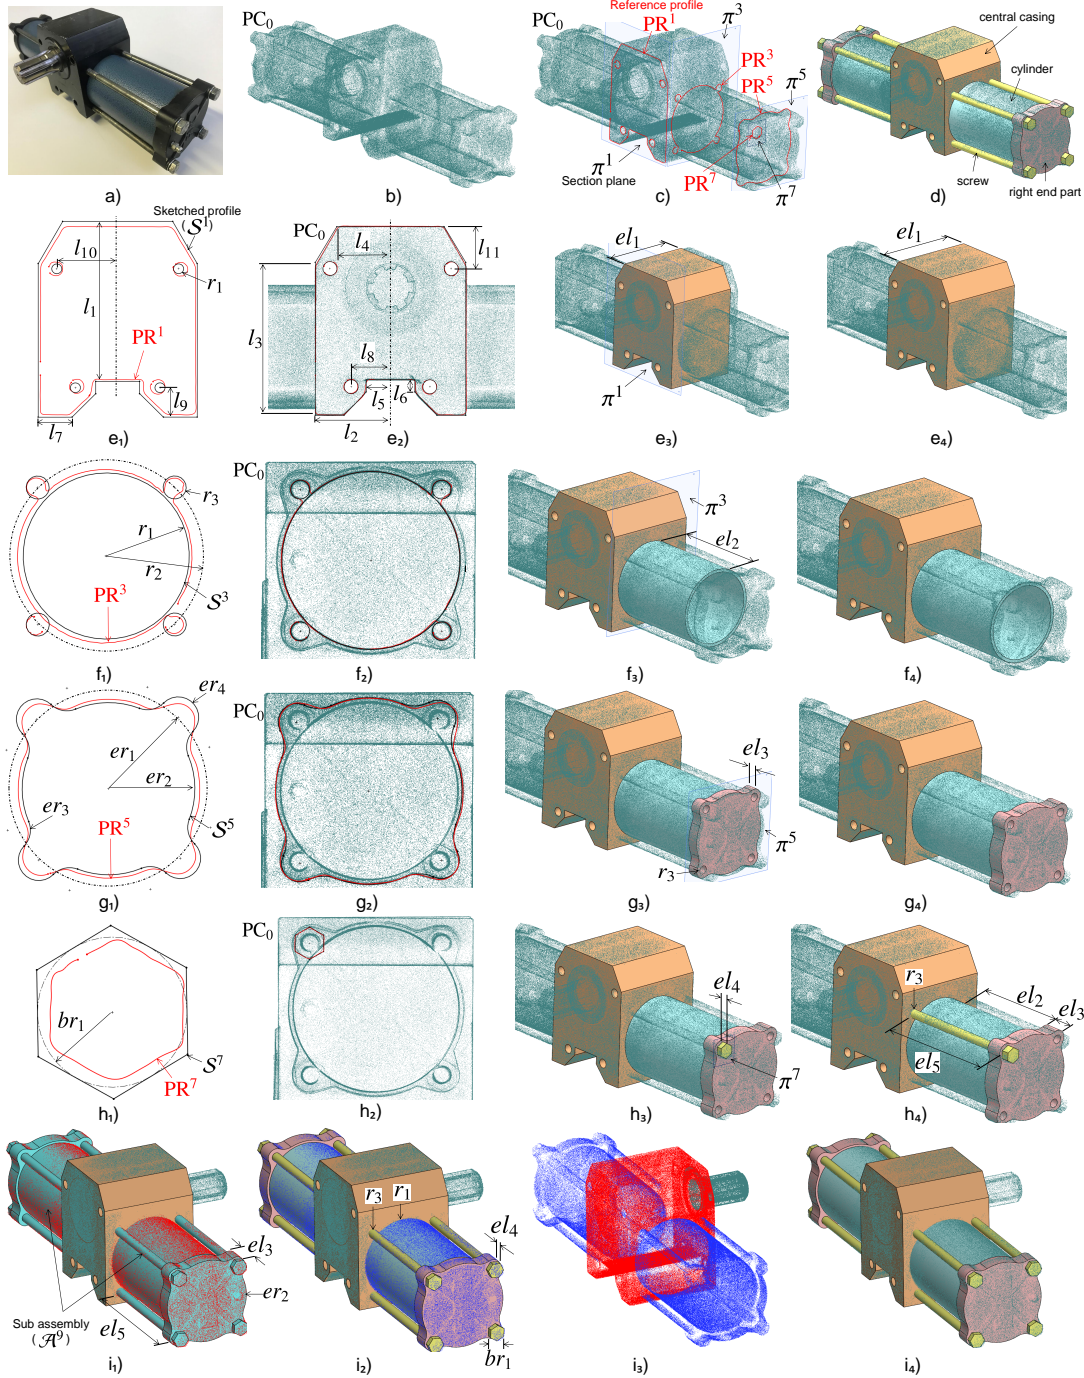 PC₀
a)
b)
Reference profile
PC₀
PR¹
π³
PR³
PR⁵
π⁵
π¹
Section plane
PR⁷
π⁷
c)
central casing
cylinder
screw
right end part
d)
Sketched profile
(𝒮¹)
l₁₀
r₁
l₁
PR¹
l₉
l₇
e₁)
PC₀
l₄
l₁₁
l₃
l₈
l₅
l₆
l₂
e₂)
el₁
π¹
e₃)
el₁
e₄)
r₃
r₁
r₂
PR³
𝒮³
f₁)
PC₀
f₂)
π³
el₂
f₃)
f₄)
er₄
er₁
er₂
er₃
PR⁵
𝒮⁵
g₁)
PC₀
g₂)
el₃
π⁵
r₃
g₃)
g₄)
br₁
𝒮⁷
PR⁷
h₁)
PC₀
h₂)
el₄
π⁷
h₃)
r₃
el₂
el₃
el₅
h₄)
el₃
er₂
Sub assembly
(𝒜⁹)
el₅
i₁)
r₃
r₁
el₄
br₁
i₂)
i₃)
i₄)